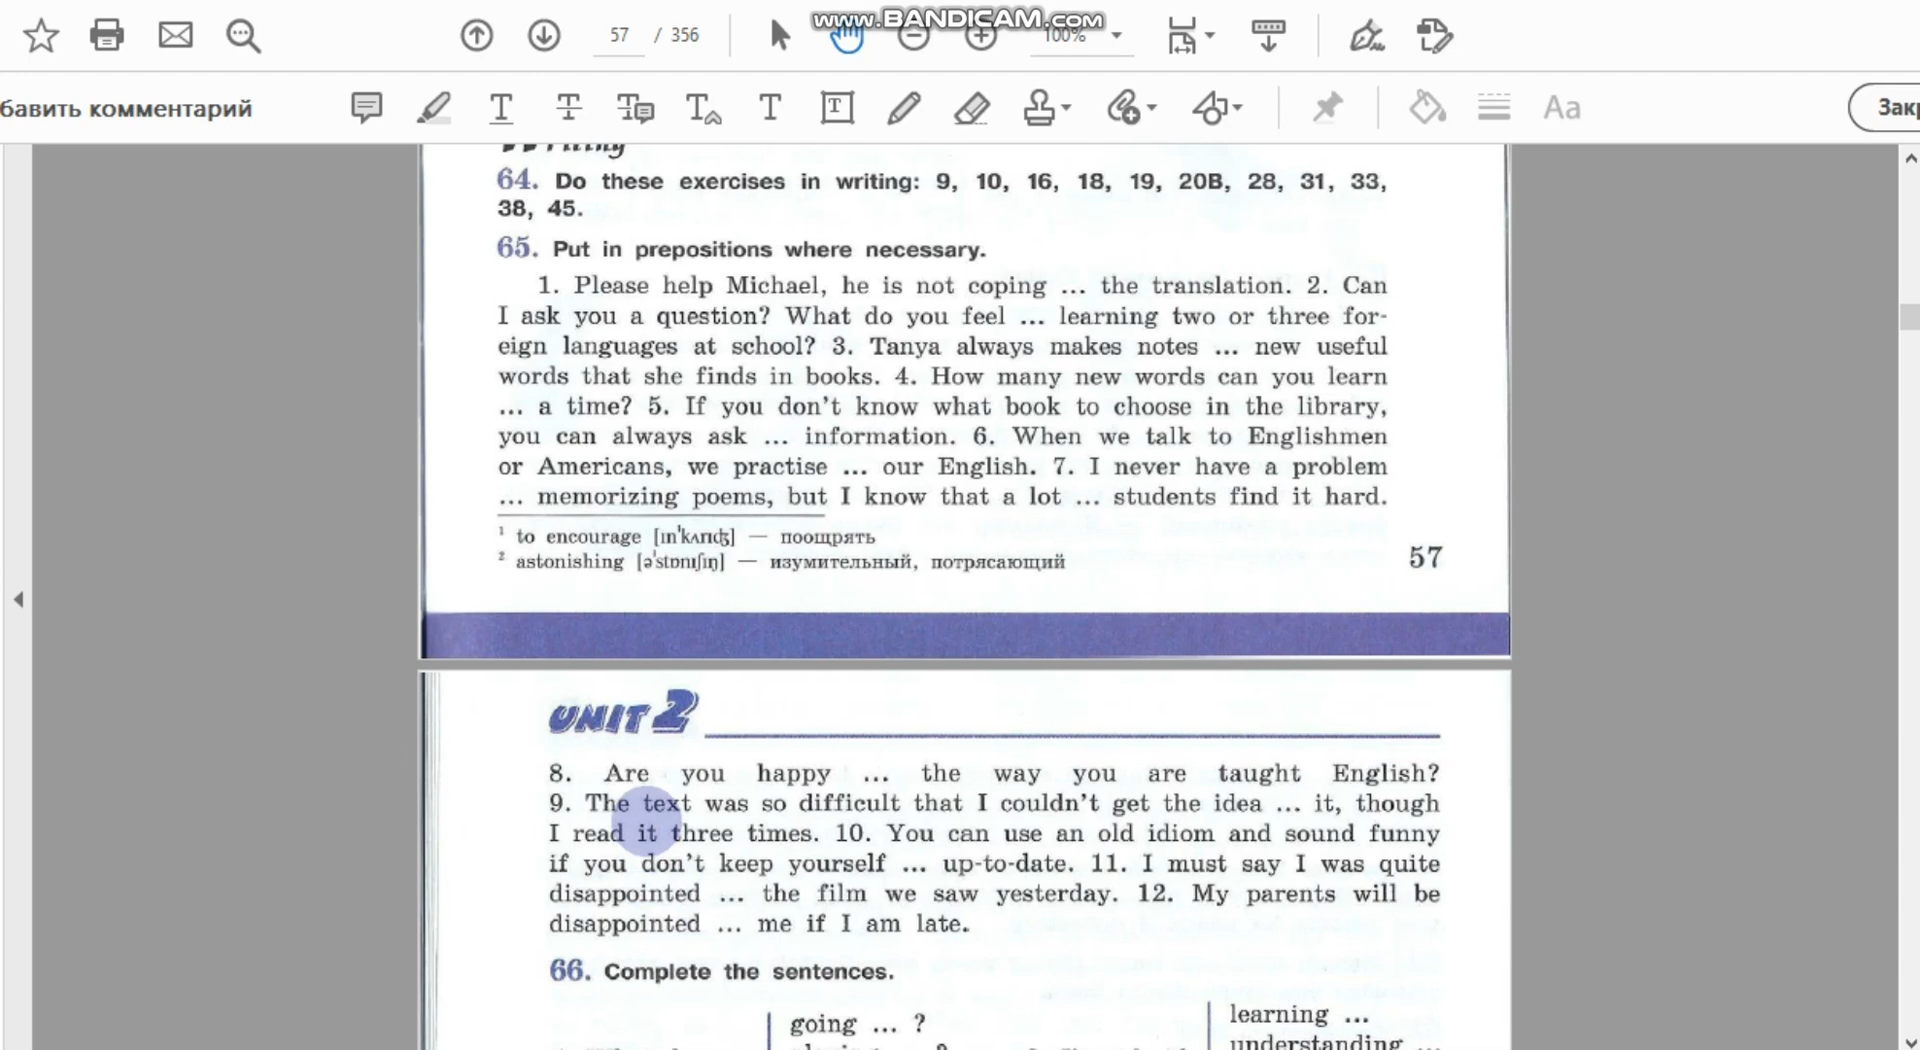 www.BANDICAM.com
57 / 356
100%
бавить комментарий
Aa
64. Do these exercises in writing: 9, 10, 16, 18, 19, 20B, 28, 31, 33,
38, 45.
65. Put in prepositions where necessary.
1. Please help Michael, he is not coping ... the translation. 2. Can
I ask you a question? What do you feel ... learning two or three for-
eign languages at school? 3. Tanya always makes notes ... new useful
words that she finds in books. 4. How many new words can you learn
... a time? 5. If you don't know what book to choose in the library,
you can always ask ... information. 6. When we talk to Englishmen
or Americans, we practise ... our English. 7. I never have a problem
... memorizing poems, but I know that a lot ... students find it hard.
¹ to encourage [ɪnˈkʌrɪʤ] — поощрять
² astonishing [əˈstɒnɪʃɪŋ] — изумительный, потрясающий
57
UNIT 2
8. Are you happy ... the way you are taught English?
9. The text was so difficult that I couldn't get the idea ... it, though
I read it three times. 10. You can use an old idiom and sound funny
if you don't keep yourself ... up-to-date. 11. I must say I was quite
disappointed ... the film we saw yesterday. 12. My parents will be
disappointed ... me if I am late.
66. Complete the sentences.
going ... ?
learning ...
understanding